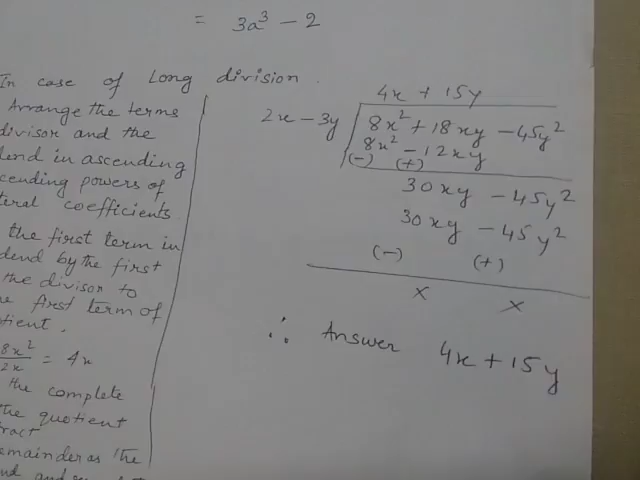 = 3a³ - 2
In case of Long division.
Arrange the terms
divisor and the
dend in ascending
cending powers of
teral coefficients
the first term in
dend by the first
the divisor to
first term of
tient.
8x²/2x = 4x
the complete
the quotient
tract
emainder as the
4x + 15y
2x - 3y 8x² + 18xy - 45y²
8x² - 12xy
(-) (+)
30xy - 45y²
30xy - 45y²
(-) (+)
x x
∴ Answer 4x + 15y